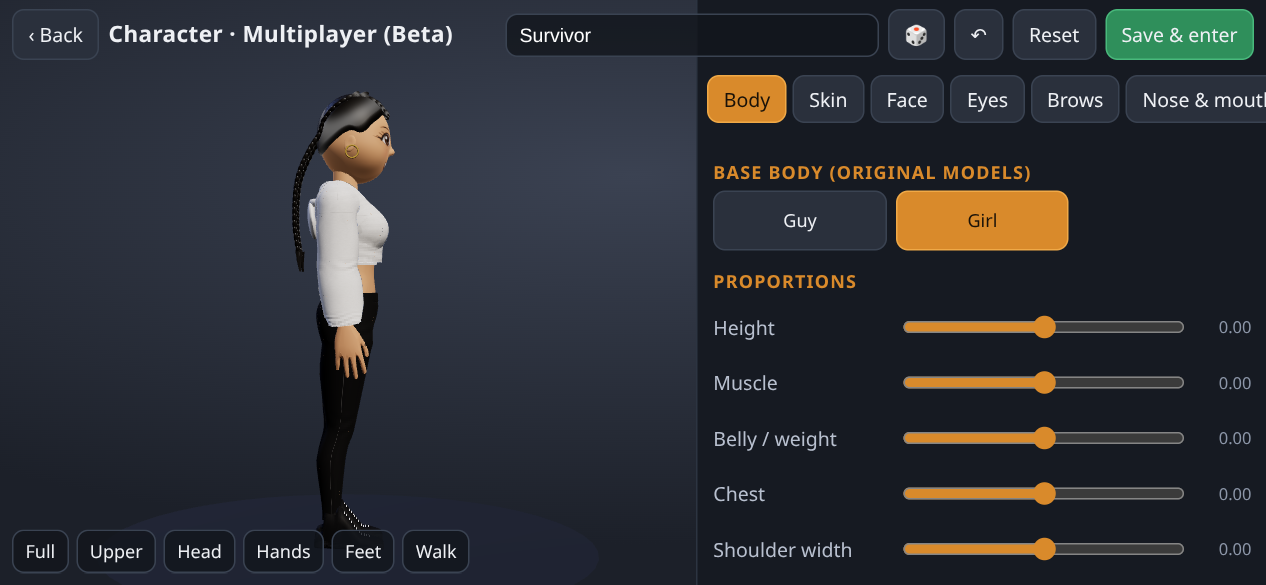 ‹ Back
Character · Multiplayer (Beta)
Survivor
↶
Reset
Save & enter
Body
Skin
Face
Eyes
Brows
Nose & mouth
BASE BODY (ORIGINAL MODELS)
Guy
Girl
PROPORTIONS
Height
0.00
Muscle
0.00
Belly / weight
0.00
Chest
0.00
Shoulder width
0.00
Full
Upper
Head
Hands
Feet
Walk